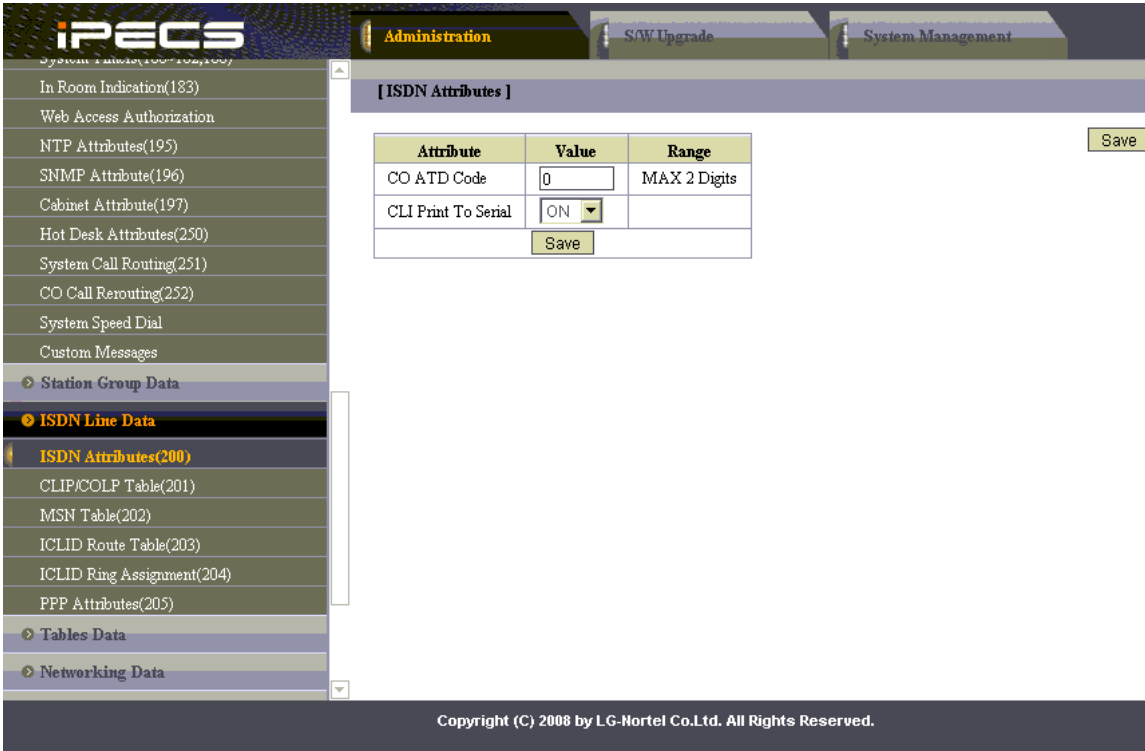 iPECS
Administration
S/W Upgrade
System Management
In Room Indication(183)
Web Access Authorization
NTP Attributes(195)
SNMP Attribute(196)
Cabinet Attribute(197)
Hot Desk Attributes(250)
System Call Routing(251)
CO Call Rerouting(252)
System Speed Dial
Custom Messages
Station Group Data
ISDN Line Data
ISDN Attributes(200)
CLIP/COLP Table(201)
MSN Table(202)
ICLID Route Table(203)
ICLID Ring Assignment(204)
PPP Attributes(205)
Tables Data
Networking Data
[ ISDN Attributes ]
Save
Attribute Value Range
CO ATD Code 0 MAX 2 Digits
CLI Print To Serial ON
Save
Copyright (C) 2008 by LG-Nortel Co.Ltd. All Rights Reserved.